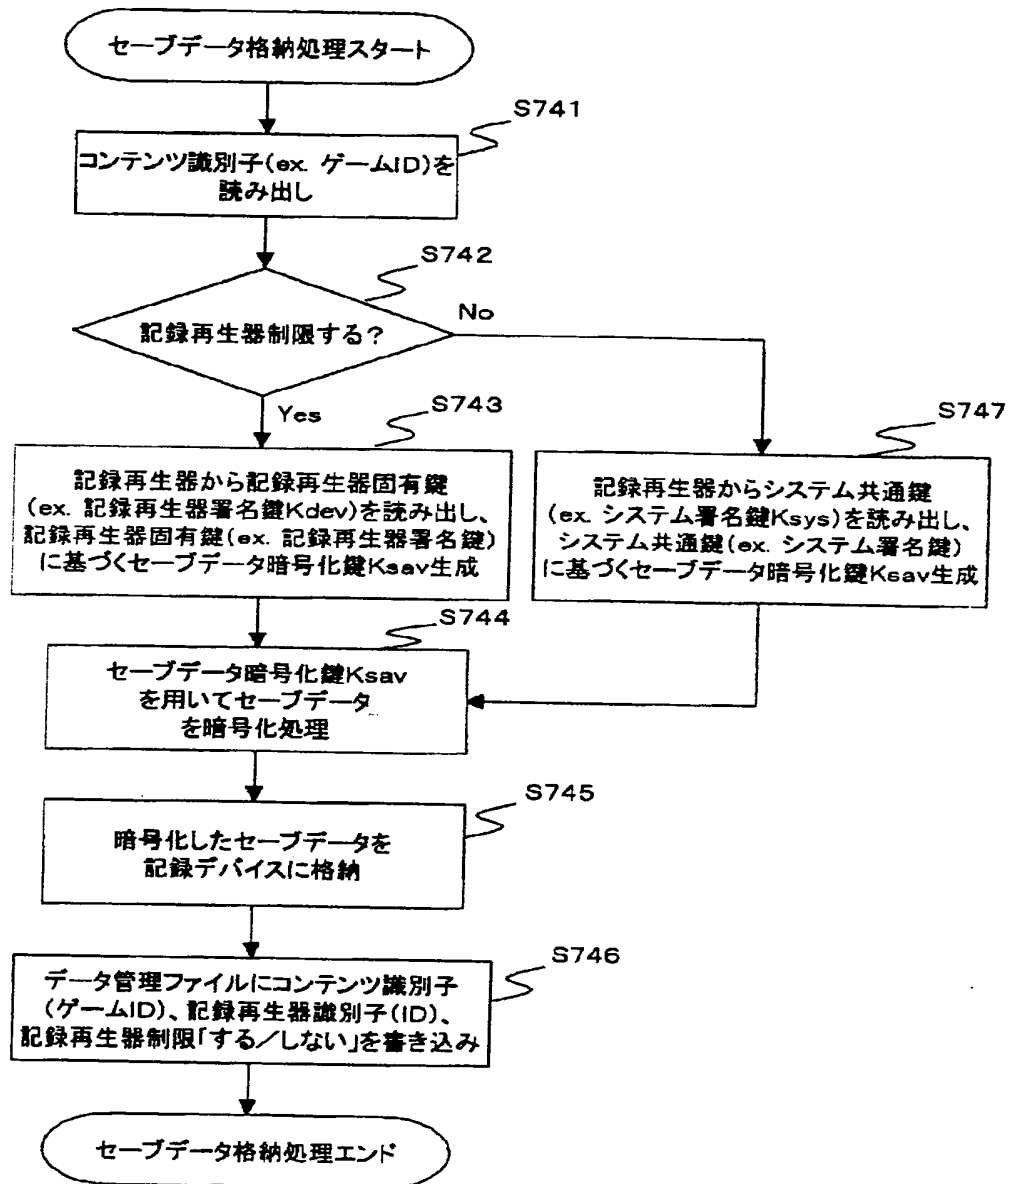 セーブデータ格納処理スタート
S741
コンテンツ識別子(ex. ゲームID)を
読み出し
S742
記録再生器制限する?
No
Yes
S743
記録再生器から記録再生器固有鍵
(ex. 記録再生器署名鍵Kdev)を読み出し、
記録再生器固有鍵(ex. 記録再生器署名鍵)
に基づくセーブデータ暗号化鍵Ksav生成
S747
記録再生器からシステム共通鍵
(ex. システム署名鍵Ksys)を読み出し、
システム共通鍵(ex. システム署名鍵)
に基づくセーブデータ暗号化鍵Ksav生成
S744
セーブデータ暗号化鍵Ksav
を用いてセーブデータ
を暗号化処理
S745
暗号化したセーブデータを
記録デバイスに格納
S746
データ管理ファイルにコンテンツ識別子
(ゲームID)、記録再生器識別子(ID)、
記録再生器制限「する/しない」を書き込み
セーブデータ格納処理エンド